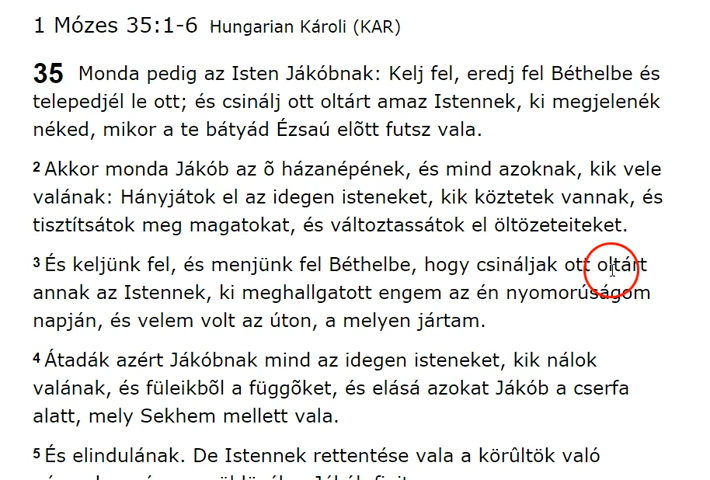 1 Mózes 35:1-6 Hungarian Károli (KAR)
35 Monda pedig az Isten Jákóbnak: Kelj fel, eredj fel Béthelbe és
telepedjél le ott; és csinálj ott oltárt amaz Istennek, ki megjelenék
néked, mikor a te bátyád Ézsaú elõtt futsz vala.
2 Akkor monda Jákób az õ házanépének, és mind azoknak, kik vele
valának: Hányjátok el az idegen isteneket, kik köztetek vannak, és
tisztítsátok meg magatokat, és változtassátok el öltözeteiteket.
3 És keljünk fel, és menjünk fel Béthelbe, hogy csináljak ott oltárt
annak az Istennek, ki meghallgatott engem az én nyomorúságom
napján, és velem volt az úton, a melyen jártam.
4 Átadák azért Jákóbnak mind az idegen isteneket, kik nálok
valának, és füleikbõl a függõket, és elásá azokat Jákób a cserfa
alatt, mely Sekhem mellett vala.
5 És elindulának. De Istennek rettentése vala a körûltök való